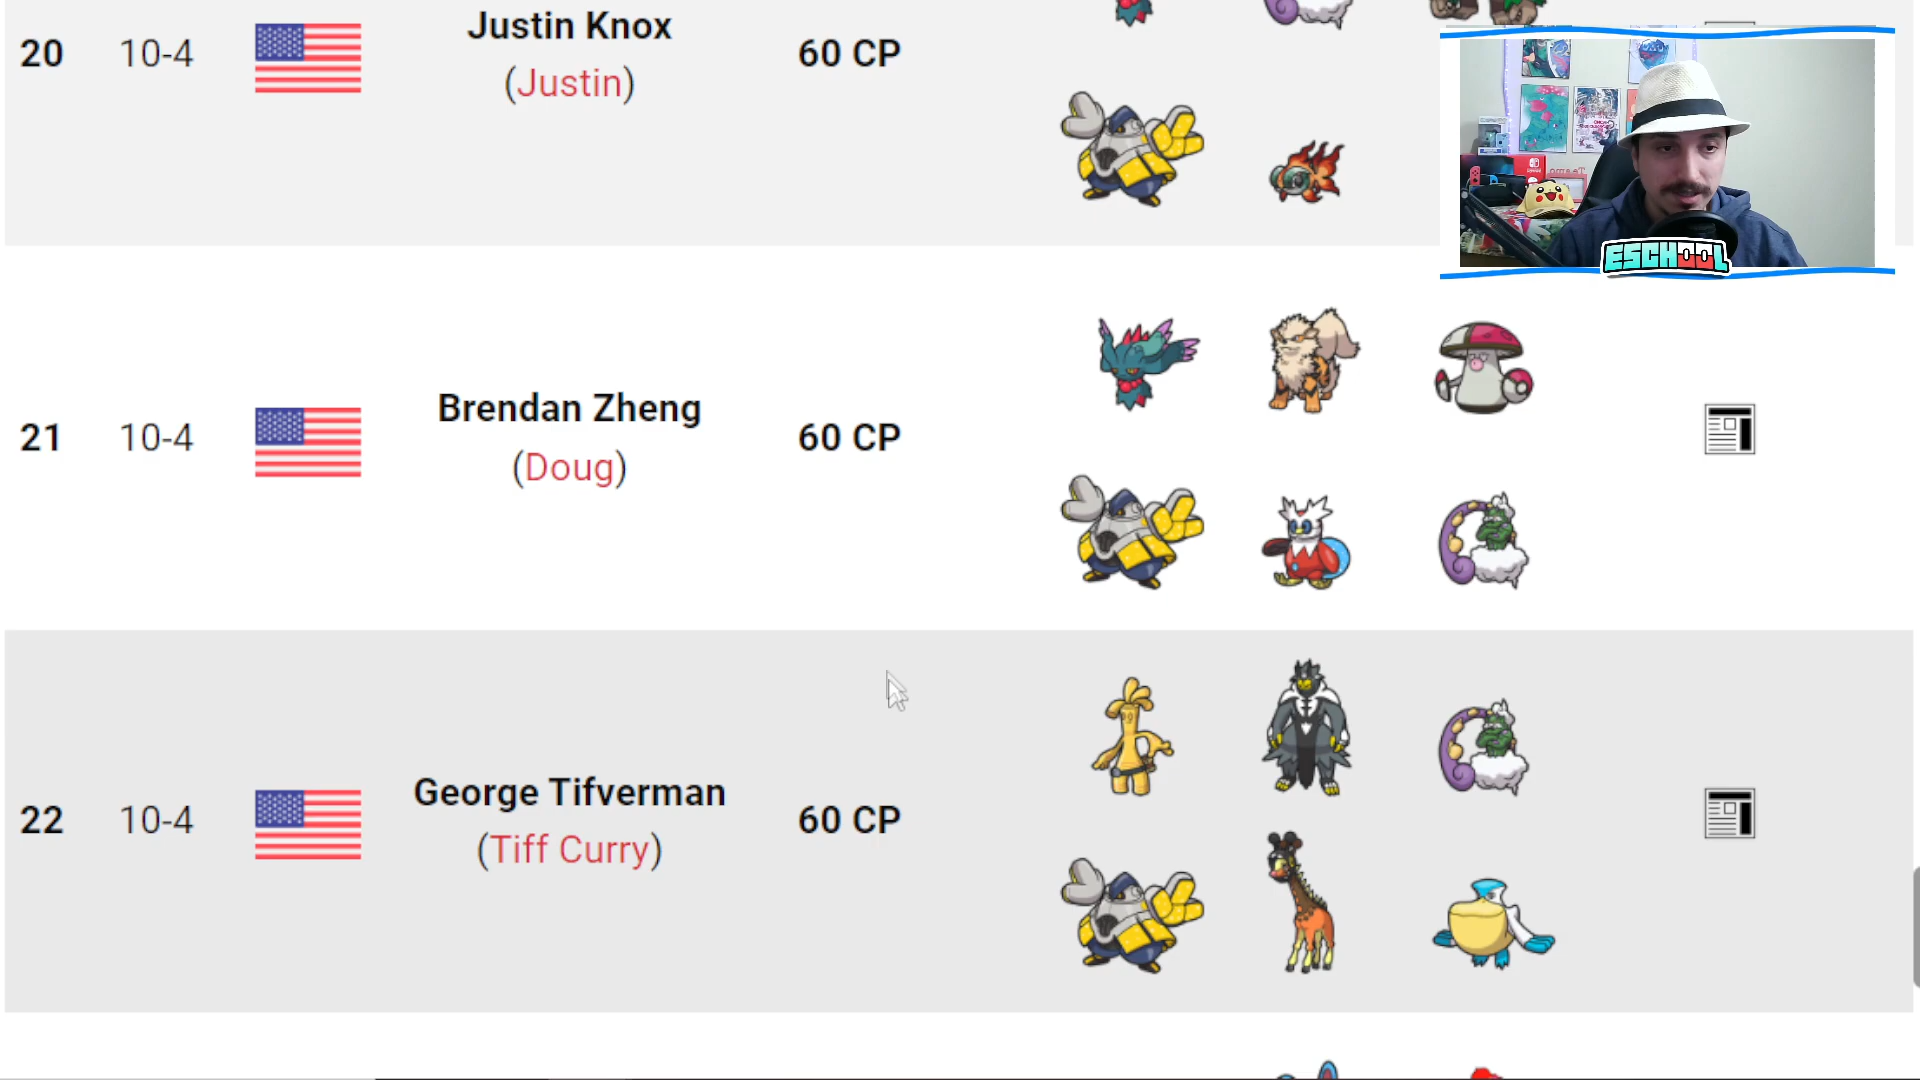 20 10-4 Justin Knox 60 CP
(Justin)
ESCHOOL
21 10-4 Brendan Zheng 60 CP
(Doug)
22 10-4 George Tifverman 60 CP
(Tiff Curry)